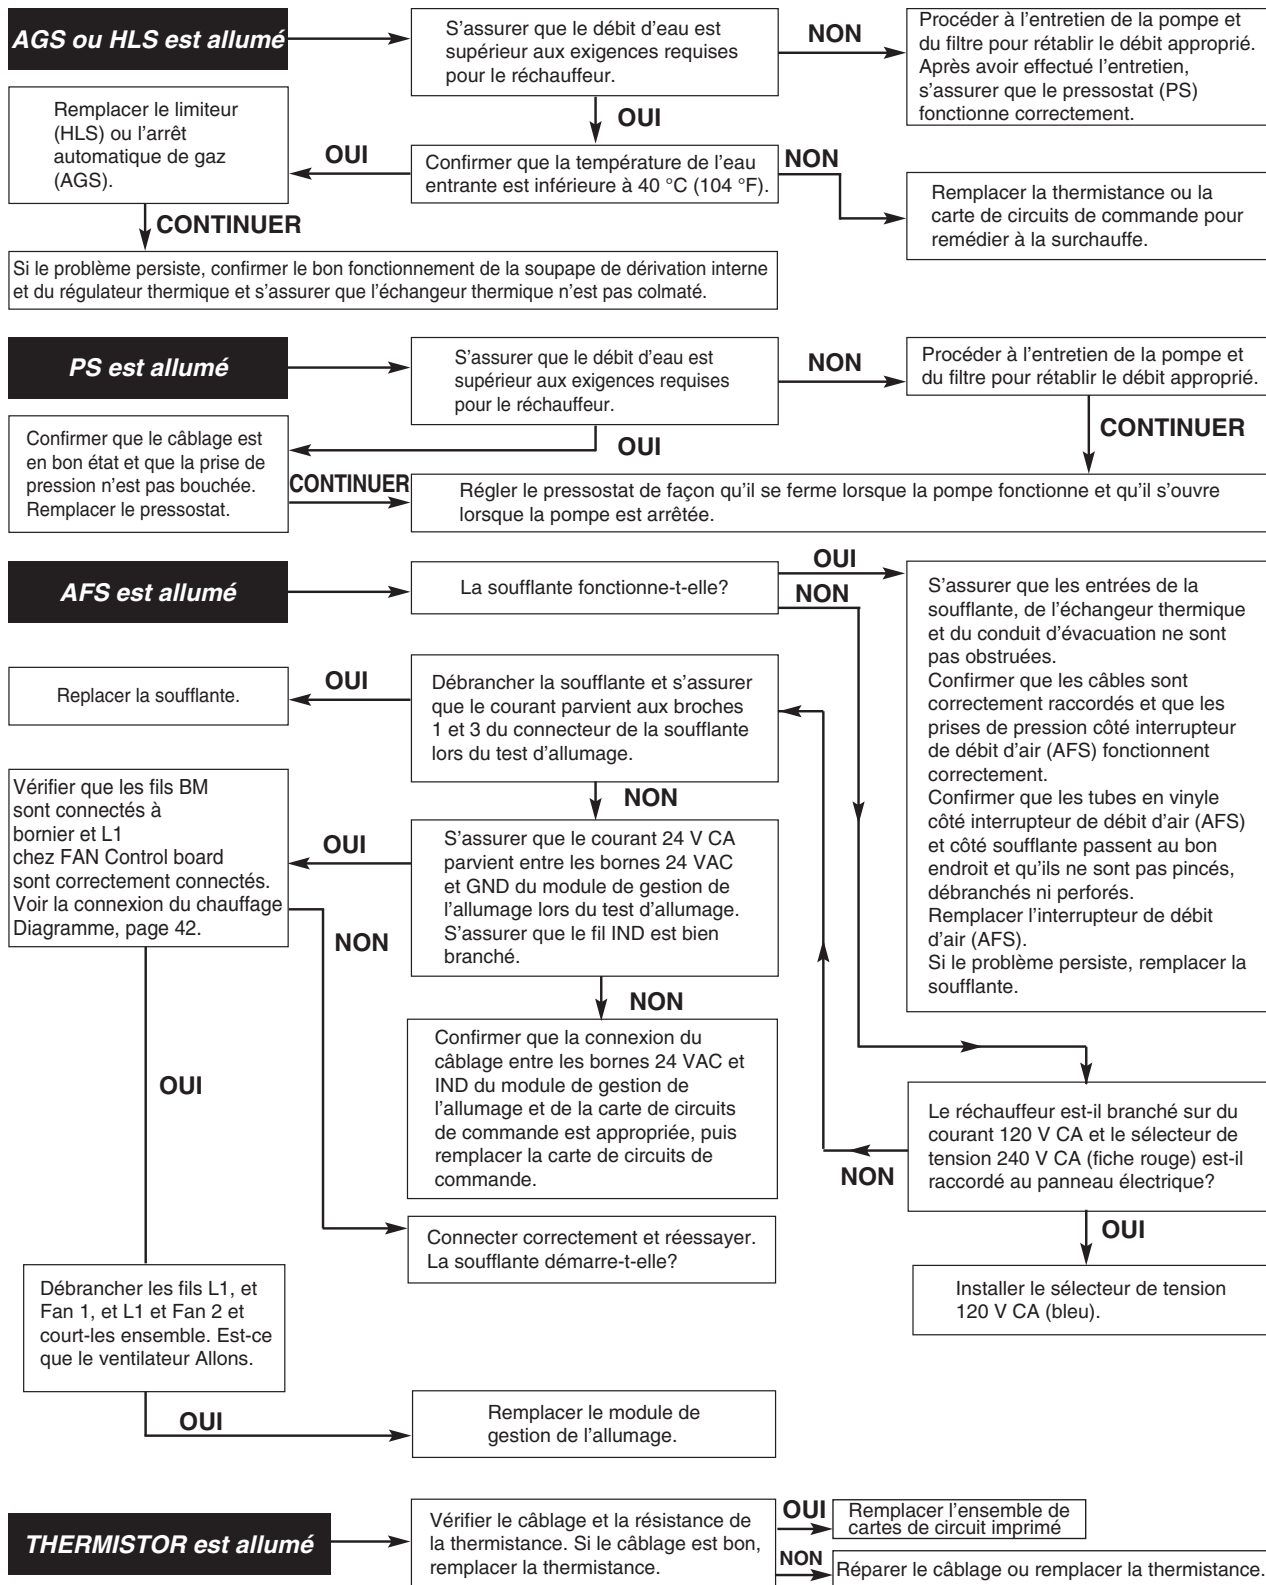 AGS ou HLS est allumé
S'assurer que le débit d'eau est
supérieur aux exigences requises
pour le réchauffeur.
NON
Procéder à l'entretien de la pompe et
du filtre pour rétablir le débit approprié.
Après avoir effectué l'entretien,
s'assurer que le pressostat (PS)
fonctionne correctement.
OUI
Remplacer le limiteur
(HLS) ou l'arrêt
automatique de gaz
(AGS).
OUI
Confirmer que la température de l'eau
entrante est inférieure à 40 °C (104 °F).
NON
Remplacer la thermistance ou la
carte de circuits de commande pour
remédier à la surchauffe.
CONTINUER
Si le problème persiste, confirmer le bon fonctionnement de la soupape de dérivation interne
et du régulateur thermique et s'assurer que l'échangeur thermique n'est pas colmaté.
PS est allumé
S'assurer que le débit d'eau est
supérieur aux exigences requises
pour le réchauffeur.
NON
Procéder à l'entretien de la pompe et
du filtre pour rétablir le débit approprié.
CONTINUER
OUI
Confirmer que le câblage est
en bon état et que la prise de
pression n'est pas bouchée.
Remplacer le pressostat.
CONTINUER
Régler le pressostat de façon qu'il se ferme lorsque la pompe fonctionne et qu'il s'ouvre
lorsque la pompe est arrêtée.
AFS est allumé
La soufflante fonctionne-t-elle?
OUI
NON
S'assurer que les entrées de la
soufflante, de l'échangeur thermique
et du conduit d'évacuation ne sont
pas obstruées.
Confirmer que les câbles sont
correctement raccordés et que les
prises de pression côté interrupteur
de débit d'air (AFS) fonctionnent
correctement.
Confirmer que les tubes en vinyle
côté interrupteur de débit d'air (AFS)
et côté soufflante passent au bon
endroit et qu'ils ne sont pas pincés,
débranchés ni perforés.
Remplacer l'interrupteur de débit
d'air (AFS).
Si le problème persiste, remplacer la
soufflante.
Replacer la soufflante.
OUI
Débrancher la soufflante et s'assurer
que le courant parvient aux broches
1 et 3 du connecteur de la soufflante
lors du test d'allumage.
NON
Vérifier que les fils BM
sont connectés à
bornier et L1
chez FAN Control board
sont correctement connectés.
Voir la connexion du chauffage
Diagramme, page 42.
OUI
S'assurer que le courant 24 V CA
parvient entre les bornes 24 VAC
et GND du module de gestion de
l'allumage lors du test d'allumage.
S'assurer que le fil IND est bien
branché.
NON
NON
Confirmer que la connexion du
câblage entre les bornes 24 VAC et
IND du module de gestion de
l'allumage et de la carte de circuits
de commande est appropriée, puis
remplacer la carte de circuits de
commande.
OUI
Le réchauffeur est-il branché sur du
courant 120 V CA et le sélecteur de
tension 240 V CA (fiche rouge) est-il
raccordé au panneau électrique?
NON
OUI
Connecter correctement et réessayer.
La soufflante démarre-t-elle?
Installer le sélecteur de tension
120 V CA (bleu).
Débrancher les fils L1, et
Fan 1, et L1 et Fan 2 et
court-les ensemble. Est-ce
que le ventilateur Allons.
OUI
Remplacer le module de
gestion de l'allumage.
THERMISTOR est allumé
Vérifier le câblage et la résistance de
la thermistance. Si le câblage est bon,
remplacer la thermistance.
OUI
Remplacer l'ensemble de
cartes de circuit imprimé
NON
Réparer le câblage ou remplacer la thermistance.